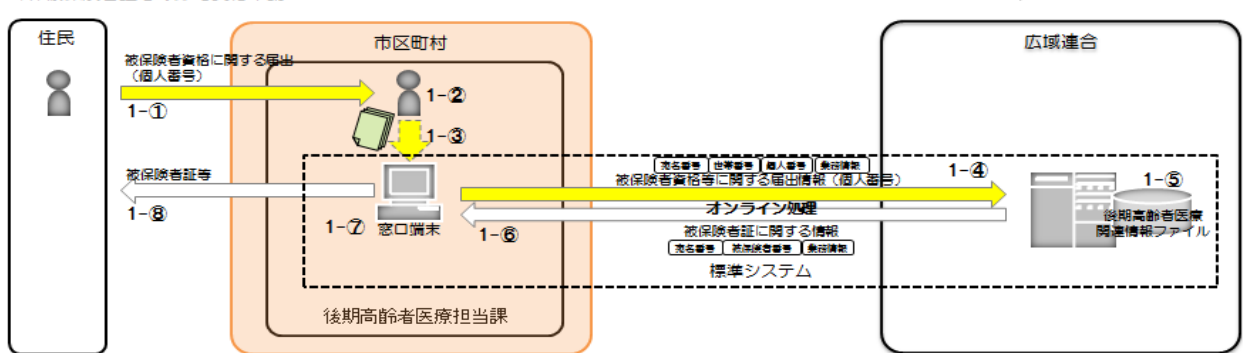 住民
市区町村
広域連合
被保険者資格に関する届出
（個人番号）
1-①
1-②
1-③
宛名番号 世帯番号 個人番号 業務情報
1-④
被保険者資格等に関する届出情報（個人番号）
1-⑤
被保険者証等
オンライン処理
後期高齢者医療
関連情報ファイル
1-⑧
1-⑦ 窓口端末
1-⑥
被保険者証に関する情報
宛名番号 被保険者番号 業務情報
標準システム
後期高齢者医療担当課